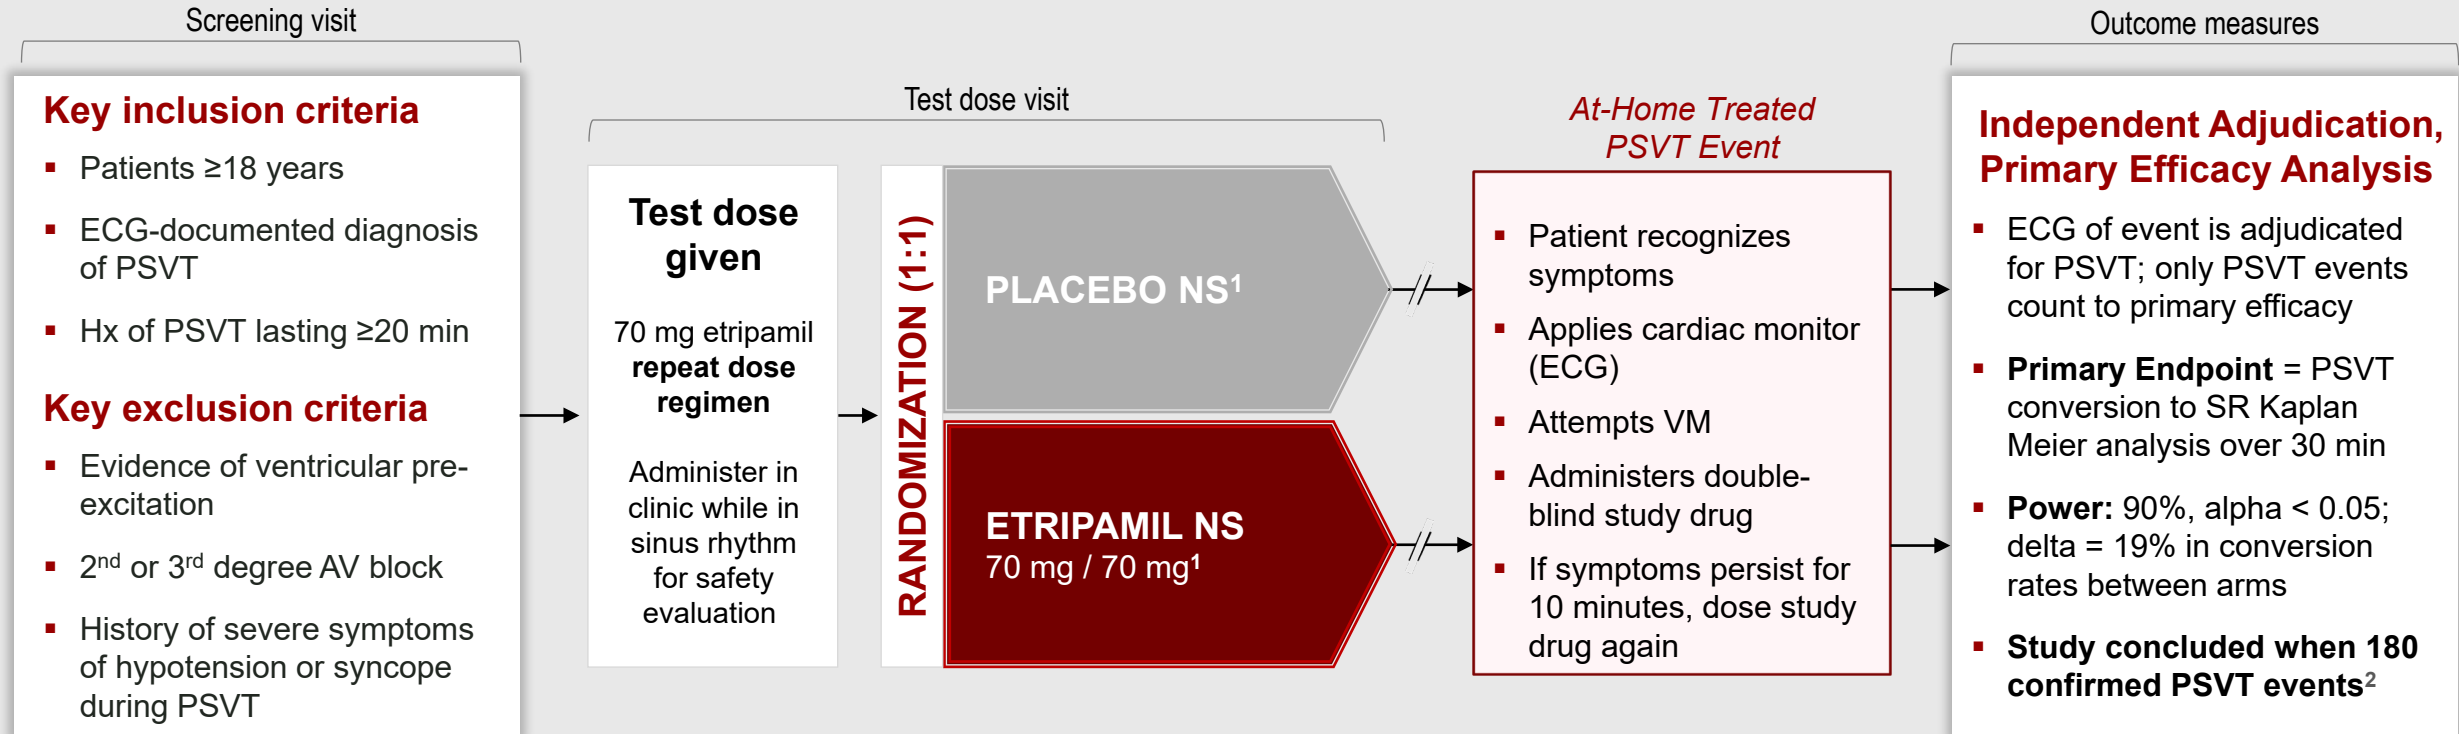 Screening visit
Key inclusion criteria
▪ Patients ≥18 years
▪ ECG-documented diagnosis
of PSVT
▪ Hx of PSVT lasting ≥20 min
Key exclusion criteria
▪ Evidence of ventricular pre-
excitation
▪ 2nd or 3rd degree AV block
▪ History of severe symptoms
of hypotension or syncope
during PSVT
Test dose visit
Test dose
given
70 mg etripamil
repeat dose
regimen
Administer in
clinic while in
sinus rhythm
for safety
evaluation
RANDOMIZATION (1:1)
PLACEBO NS¹
ETRIPAMIL NS
70 mg / 70 mg¹
At-Home Treated
PSVT Event
▪ Patient recognizes
symptoms
▪ Applies cardiac monitor
(ECG)
▪ Attempts VM
▪ Administers double-
blind study drug
▪ If symptoms persist for
10 minutes, dose study
drug again
Outcome measures
Independent Adjudication,
Primary Efficacy Analysis
▪ ECG of event is adjudicated
for PSVT; only PSVT events
count to primary efficacy
▪ Primary Endpoint = PSVT
conversion to SR Kaplan
Meier analysis over 30 min
▪ Power: 90%, alpha < 0.05;
delta = 19% in conversion
rates between arms
▪ Study concluded when 180
confirmed PSVT events²